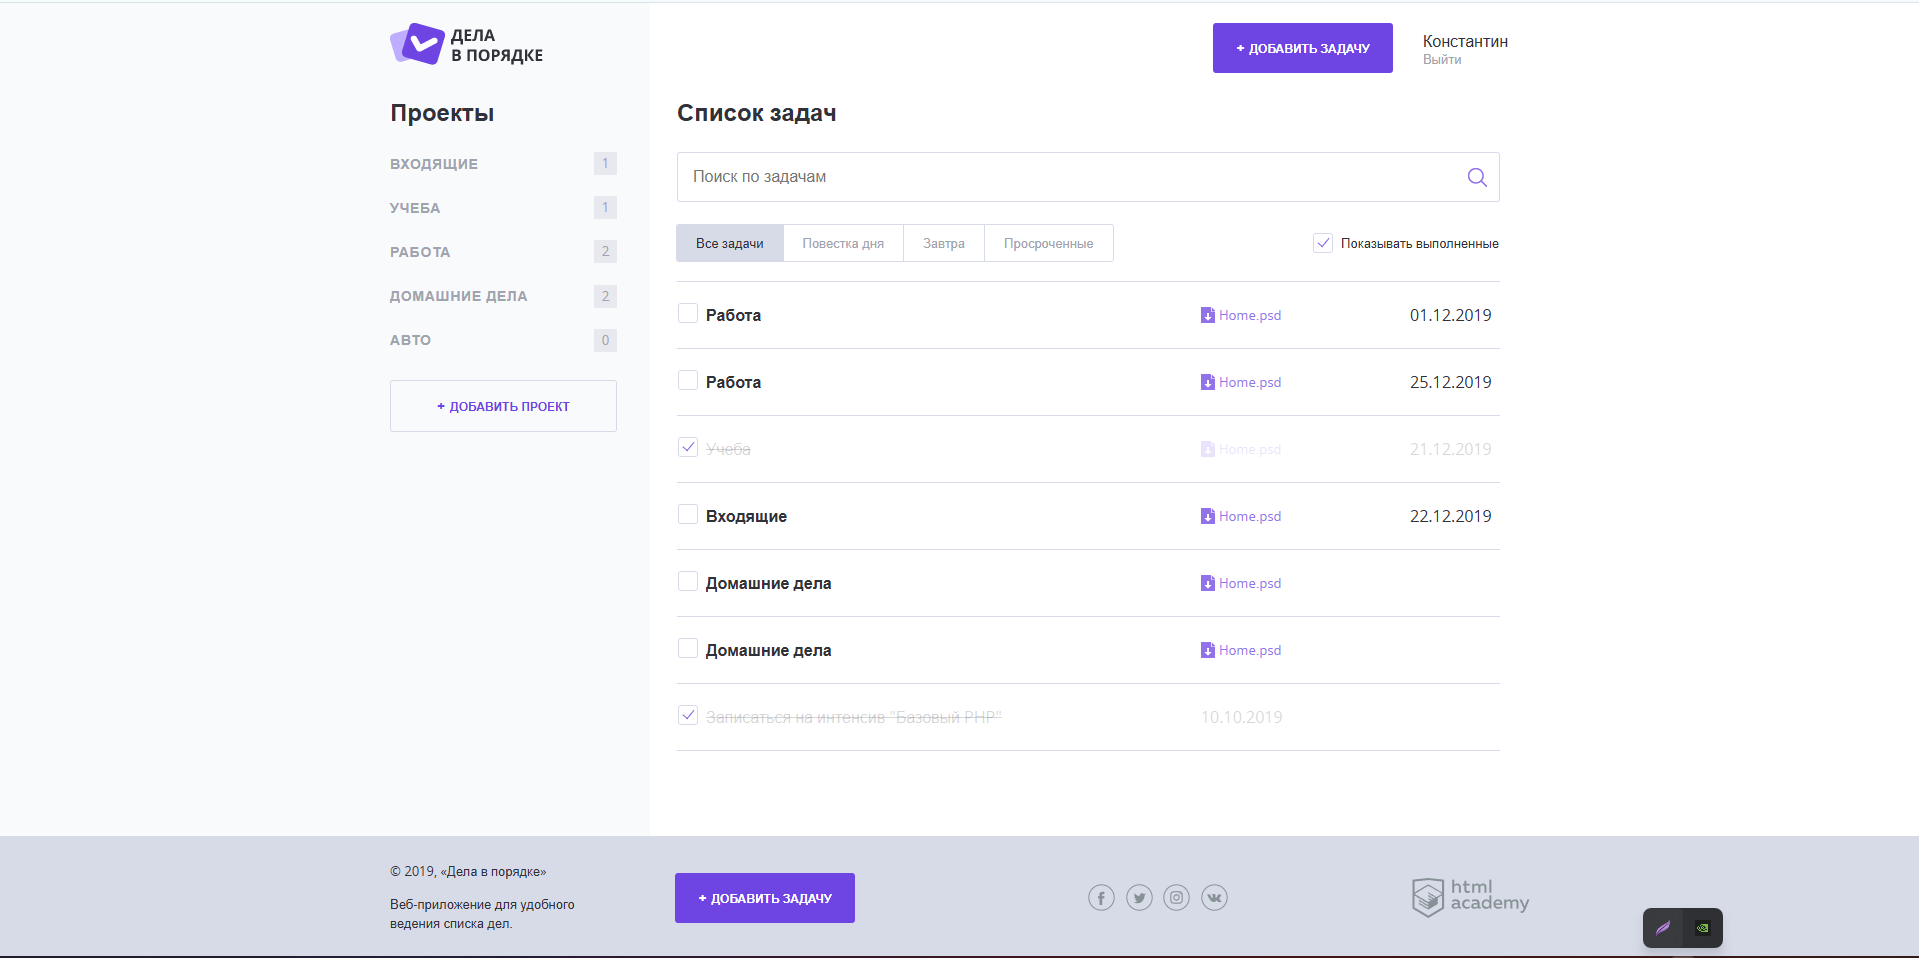 ДЕЛА
В ПОРЯДКЕ
+ ДОБАВИТЬ ЗАДАЧУ
Константин
Выйти
Проекты
ВХОДЯЩИЕ 1
УЧЕБА 1
РАБОТА 2
ДОМАШНИЕ ДЕЛА 2
АВТО 0
+ ДОБАВИТЬ ПРОЕКТ
Список задач
Поиск по задачам
Все задачи Повестка дня Завтра Просроченные Показывать выполненные
Работа Home.psd 01.12.2019
Работа Home.psd 25.12.2019
Учеба Home.psd 21.12.2019
Входящие Home.psd 22.12.2019
Домашние дела Home.psd
Домашние дела Home.psd
Записаться на интенсив "Базовый PHP" 10.10.2019
© 2019, «Дела в порядке»
Веб-приложение для удобного
ведения списка дел.
+ ДОБАВИТЬ ЗАДАЧУ
html
academy